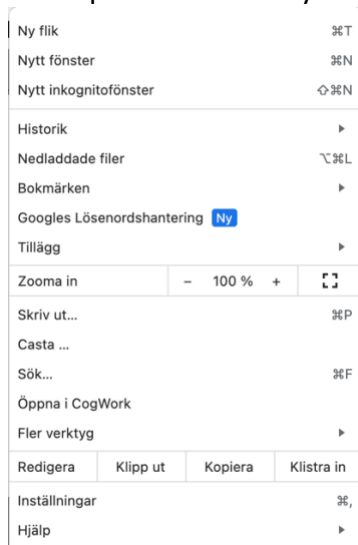 Ny flik ⌘T
Nytt fönster ⌘N
Nytt inkognitofönster ⇧⌘N
Historik ▸
Nedladdade filer ⌥⌘L
Bokmärken ▸
Googles Lösenordshantering Ny
Tillägg ▸
Zooma in − 100 % +
Skriv ut... ⌘P
Casta ...
Sök... ⌘F
Öppna i CogWork
Fler verktyg ▸
Redigera Klipp ut Kopiera Klistra in
Inställningar ⌘,
Hjälp ▸